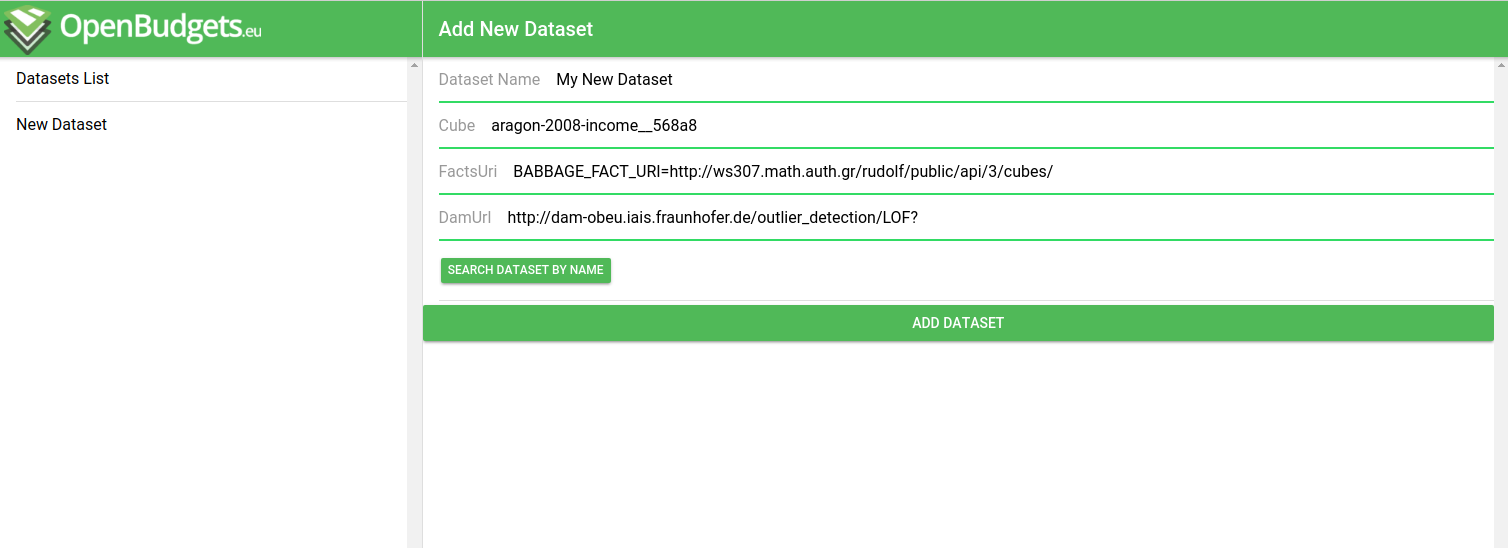 OpenBudgets.eu
Add New Dataset
Datasets List
New Dataset
Dataset Name My New Dataset
Cube aragon-2008-income__568a8
FactsUri BABBAGE_FACT_URI=http://ws307.math.auth.gr/rudolf/public/api/3/cubes/
DamUrl http://dam-obeu.iais.fraunhofer.de/outlier_detection/LOF?
SEARCH DATASET BY NAME
ADD DATASET